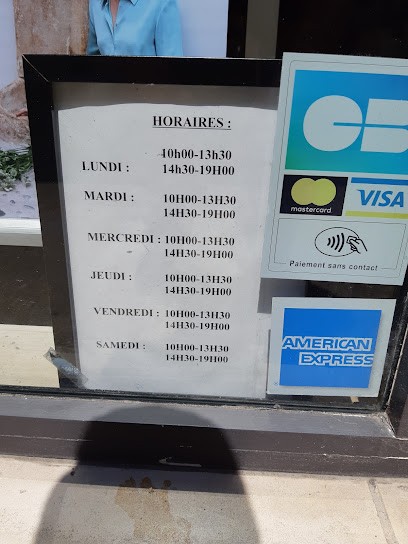 HORAIRES :
10h00-13h30
LUNDI : 14h30-19H00
MARDI : 10H00-13H30
14H30-19H00
MERCREDI : 10H00-13H30
14H30-19H00
JEUDI : 10H00-13H30
14H30-19H00
VENDREDI : 10H00-13H30
14H30-19H00
SAMEDI : 10H00-13H30
14H30-19H00
CB
mastercard
VISA
Paiement sans contact
AMERICAN
EXPRESS